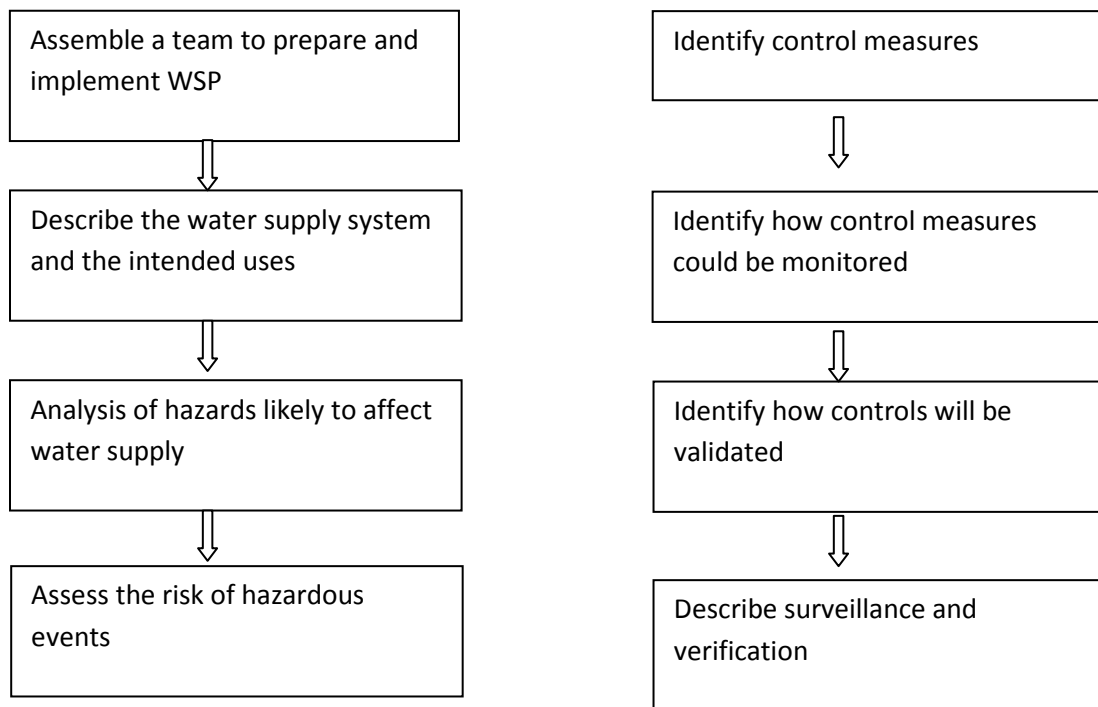 Assemble a team to prepare and
implement WSP
Describe the water supply system
and the intended uses
Analysis of hazards likely to affect
water supply
Assess the risk of hazardous
events
Identify control measures
Identify how control measures
could be monitored
Identify how controls will be
validated
Describe surveillance and
verification